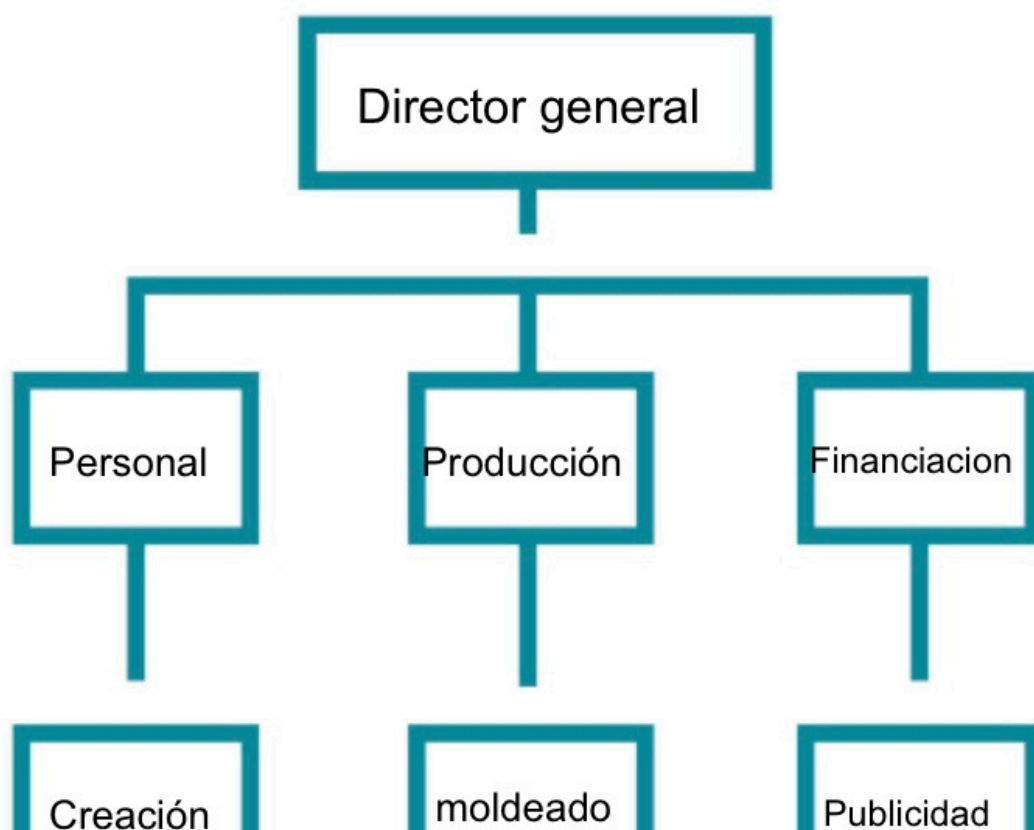 Director general
Personal
Producción
Financiacion
Creación
moldeado
Publicidad